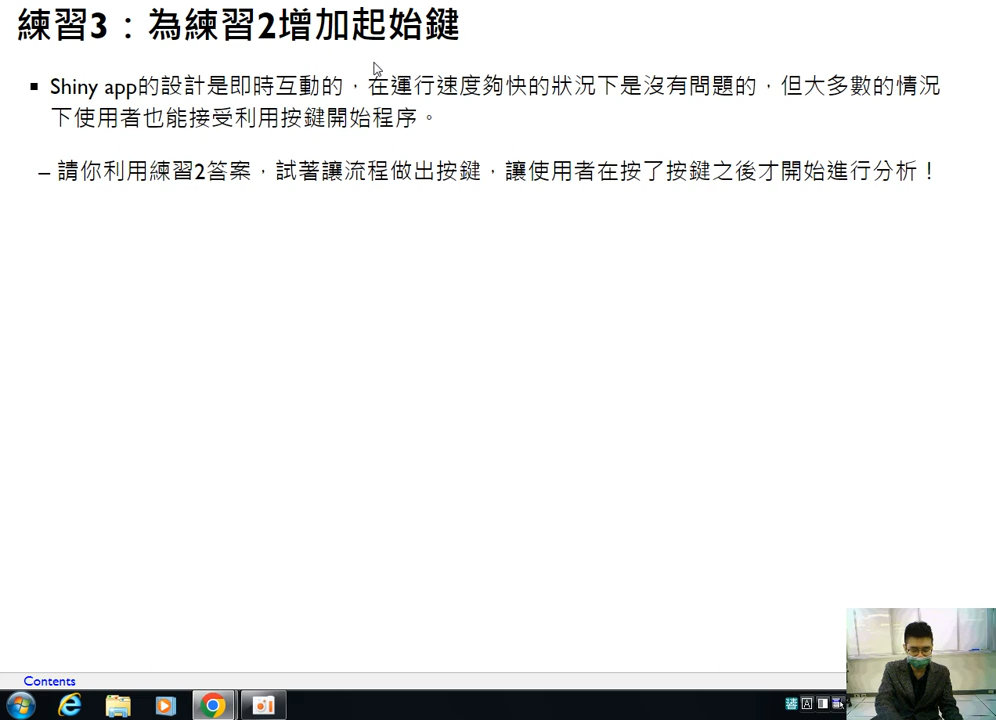 練習3：為練習2增加起始鍵
▪ Shiny app的設計是即時互動的，在運行速度夠快的狀況下是沒有問題的，但大多數的情況
下使用者也能接受利用按鍵開始程序。
– 請你利用練習2答案，試著讓流程做出按鍵，讓使用者在按了按鍵之後才開始進行分析！
Contents